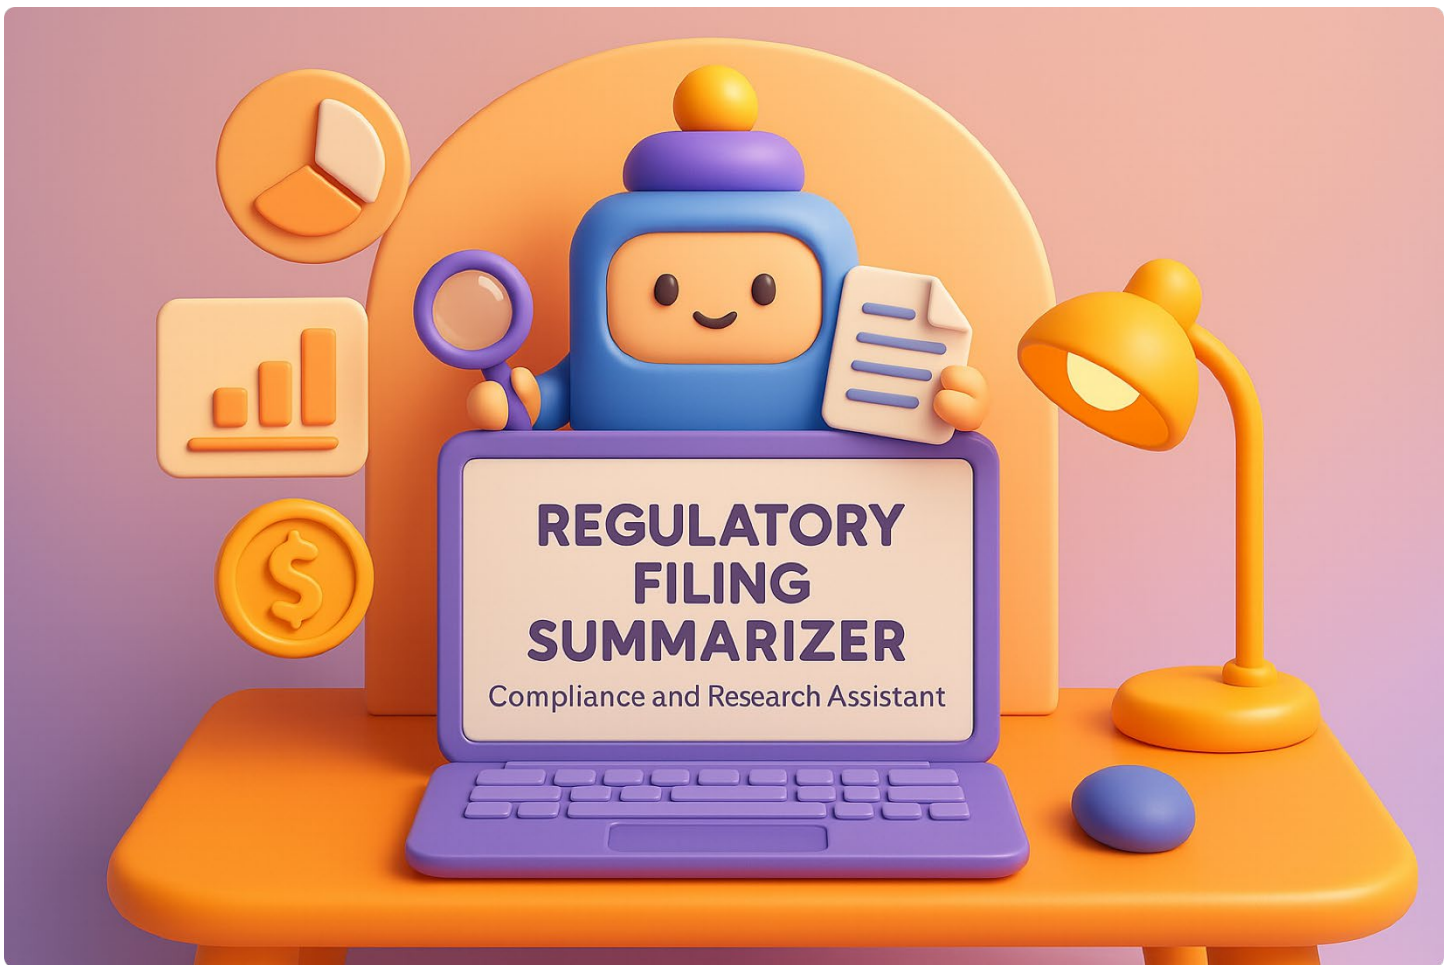 REGULATORY
FILING
SUMMARIZER
Compliance and Research Assistant
$